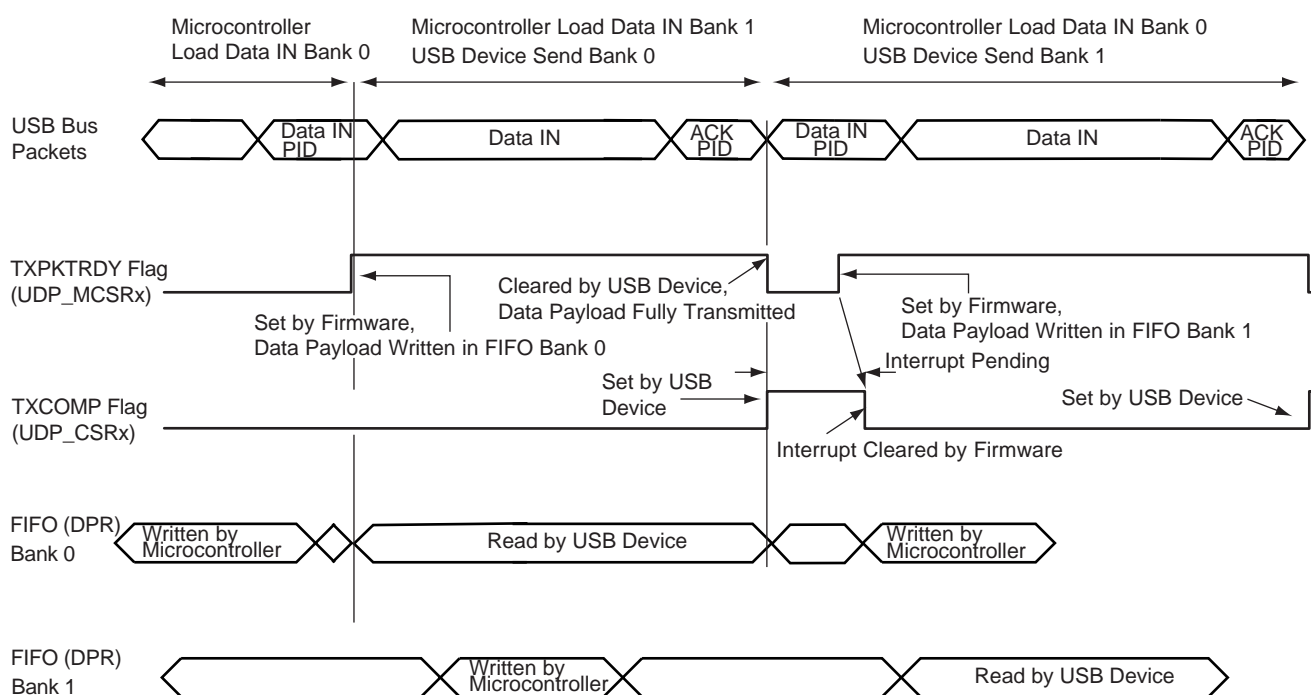 Microcontroller
Load Data IN Bank 0
Microcontroller Load Data IN Bank 1
USB Device Send Bank 0
Microcontroller Load Data IN Bank 0
USB Device Send Bank 1
USB Bus
Packets
Data IN
PID
Data IN
ACK
PID
Data IN
PID
Data IN
ACK
PID
TXPKTRDY Flag
(UDP_MCSRx)
Set by Firmware,
Data Payload Written in FIFO Bank 0
Cleared by USB Device,
Data Payload Fully Transmitted
Set by Firmware,
Data Payload Written in FIFO Bank 1
Interrupt Pending
Set by USB
Device
TXCOMP Flag
(UDP_CSRx)
Set by USB Device
Interrupt Cleared by Firmware
FIFO (DPR)
Bank 0
Written by
Microcontroller
Read by USB Device
Written by
Microcontroller
FIFO (DPR)
Bank 1
Written by
Microcontroller
Read by USB Device